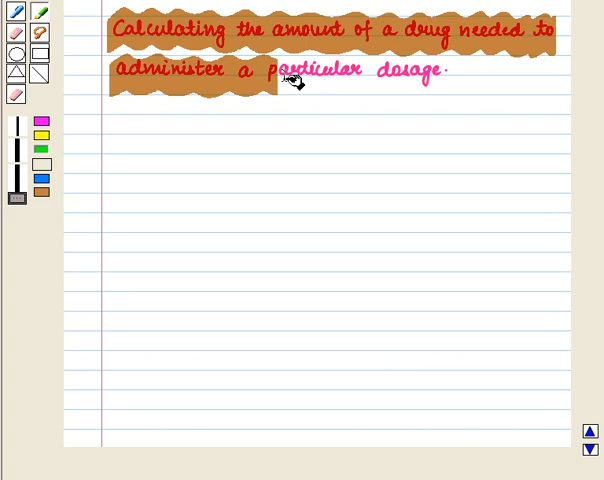 Calculating the amount of a drug needed to
administer a particular dosage.